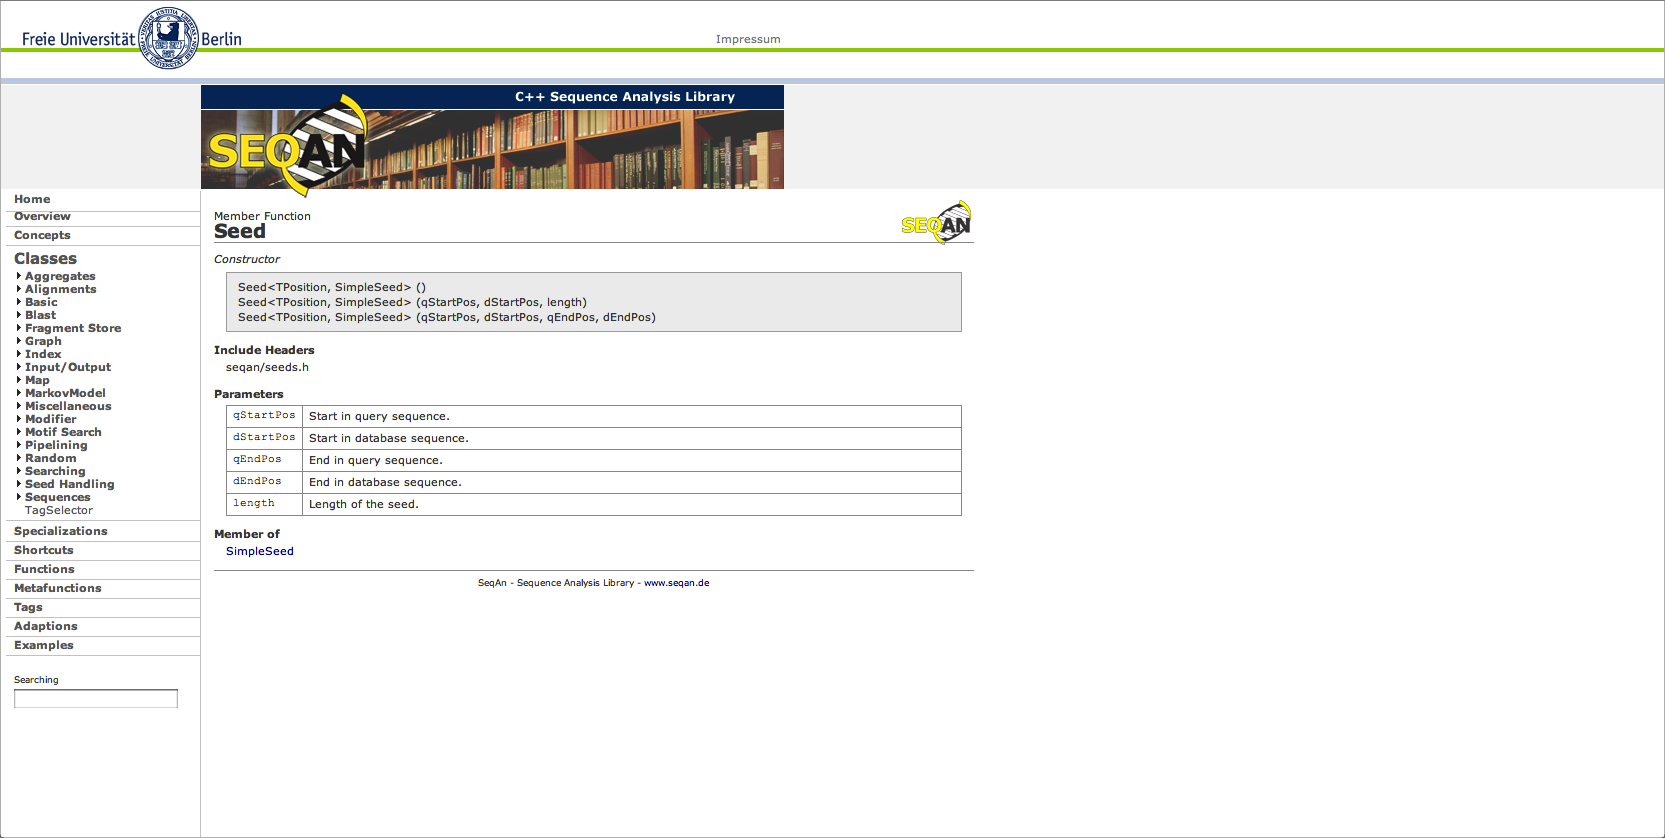 Freie Universität Berlin
Impressum
C++ Sequence Analysis Library
SEQAN
Home
Overview
Concepts
Classes
Aggregates
Alignments
Basic
Blast
Fragment Store
Graph
Index
Input/Output
Map
MarkovModel
Miscellaneous
Modifier
Motif Search
Pipelining
Random
Searching
Seed Handling
Sequences
TagSelector
Specializations
Shortcuts
Functions
Metafunctions
Tags
Adaptions
Examples
Searching
Member Function
Seed
SEQAN
Constructor
Seed<TPosition, SimpleSeed> ()
Seed<TPosition, SimpleSeed> (qStartPos, dStartPos, length)
Seed<TPosition, SimpleSeed> (qStartPos, dStartPos, qEndPos, dEndPos)
Include Headers
seqan/seeds.h
Parameters
qStartPos Start in query sequence.
dStartPos Start in database sequence.
qEndPos End in query sequence.
dEndPos End in database sequence.
length Length of the seed.
Member of
SimpleSeed
SeqAn - Sequence Analysis Library - www.seqan.de